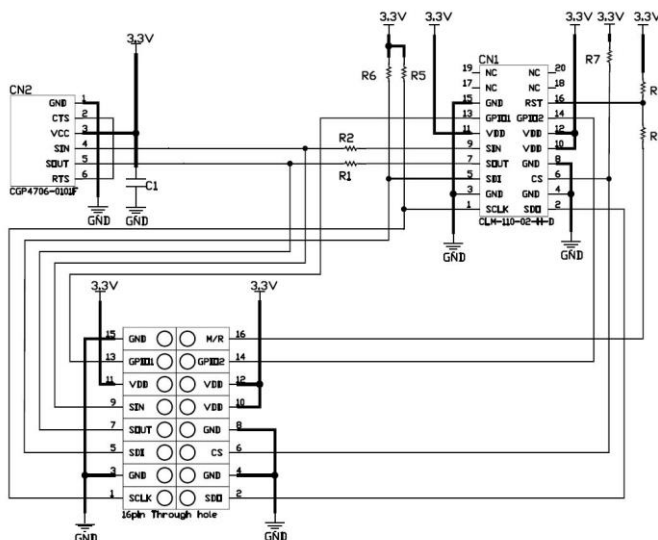 3.3V 3.3V 3.3V 3.3V 3.3V
3.3V
CN1
R7
CN2
R6 R5
19 NC NC 20
17 NC NC 18
15 GND RST 16
13 GPIO1 GPIO2 14
11 VDD VDD 12
9 SIN VDD 10
7 SOUT GND 8
5 SDI CS 6
3 GND GND 4
1 SCLK SDO 2
CLM-110-02-H-D
GND 1
CTS 2
VCC 3
SIN 4
SOUT 5
RTS 6
CGP4706-0101F
R2
R1
C1
R
R
GND GND GND GND
3.3V 3.3V
15 GND M/R 16
13 GPIO1 GPIO2 14
11 VDD VDD 12
9 SIN VDD 10
7 SOUT GND 8
5 SDI CS 6
3 GND GND 4
1 SCLK SDO 2
16pin Through hole
GND GND